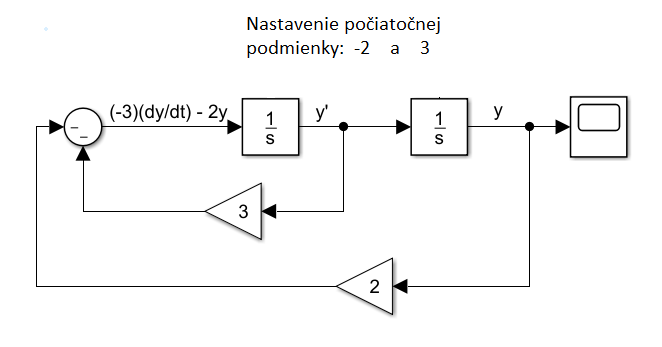 Nastavenie počiatočnej
podmienky: -2 a 3
(-3)(dy/dt) - 2y
1
s
y'
1
s
y
3
2